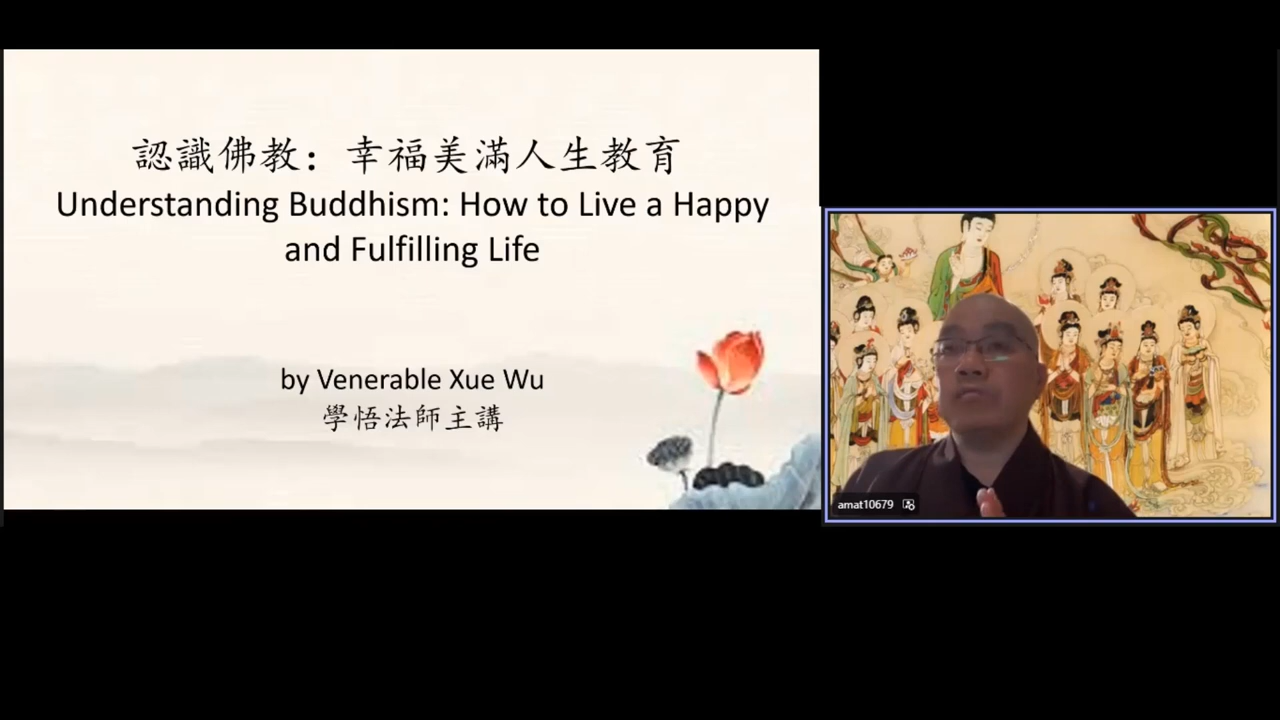 認識佛教：幸福美滿人生教育
Understanding Buddhism: How to Live a Happy
and Fulfilling Life
by Venerable Xue Wu
學悟法師主講
amat10679